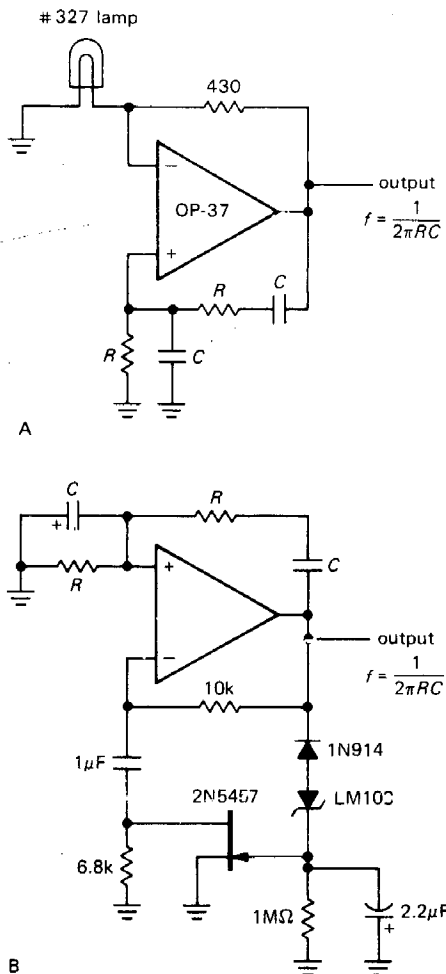 #327 lamp
430
−
OP-37
+
output
f = 1/2πRC
R
C
R
C
A
C
+
R
R
C
+
−
output
f = 1/2πRC
10k
1N914
1μF
2N5457
6.8k
1MΩ
2.2μF
+
B